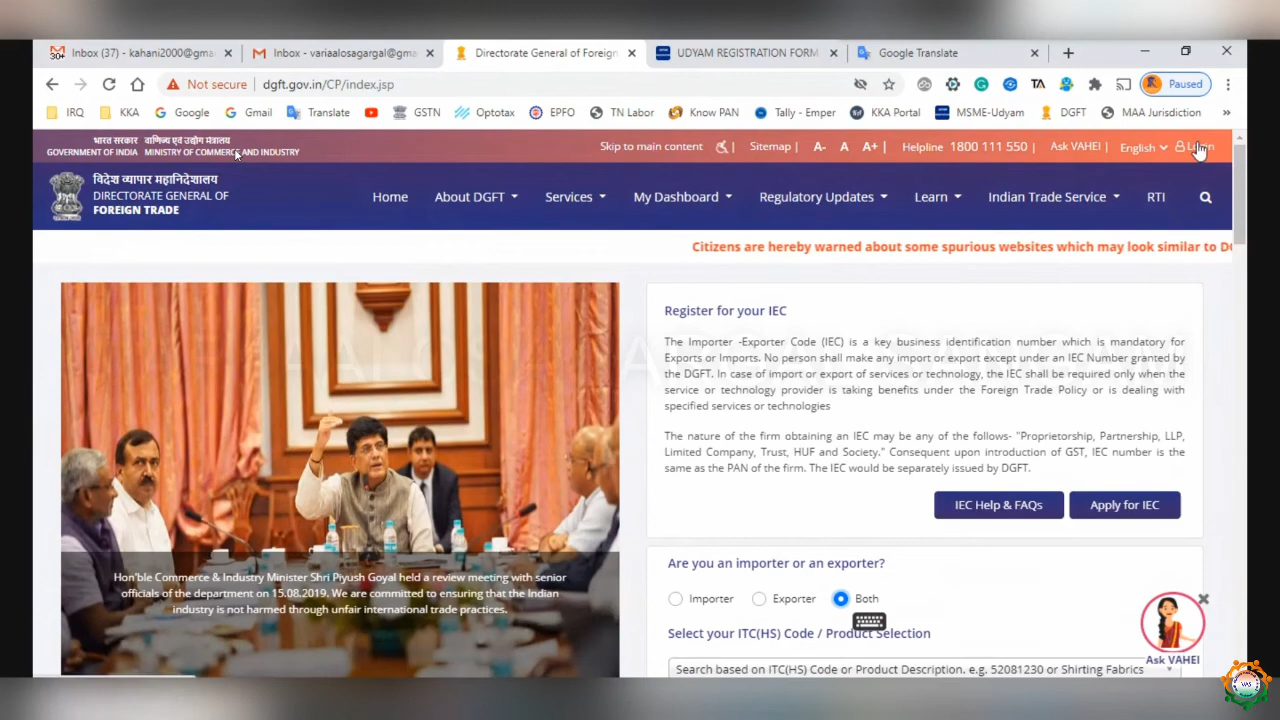 Inbox (37) - kahani2000@gma
Inbox - variaalosagargal@gma
Directorate General of Foreign
UDYAM REGISTRATION FORM
Google Translate
Not secure
dgft.gov.in/CP/index.jsp
Paused
IRQ
KKA
Google
Gmail
Translate
GSTN
Optotax
EPFO
TN Labor
Know PAN
Tally - Emper
KKA Portal
MSME-Udyam
DGFT
MAA Jurisdiction
भारत सरकार वाणिज्य एवं उद्योग मंत्रालय
GOVERNMENT OF INDIA MINISTRY OF COMMERCE AND INDUSTRY
Skip to main content
Sitemap |
A- A A+ |
Helpline 1800 111 550 |
Ask VAHEI |
English
विदेश व्यापार महानिदेशालय
DIRECTORATE GENERAL OF
FOREIGN TRADE
Home
About DGFT
Services
My Dashboard
Regulatory Updates
Learn
Indian Trade Service
RTI
Citizens are hereby warned about some spurious websites which may look similar to
Register for your IEC
The Importer -Exporter Code (IEC) is a key business identification number which is mandatory for
Exports or Imports. No person shall make any import or export except under an IEC Number granted by
the DGFT. In case of import or export of services or technology, the IEC shall be required only when the
service or technology provider is taking benefits under the Foreign Trade Policy or is dealing with
specified services or technologies
The nature of the firm obtaining an IEC may be any of the follows- "Proprietorship, Partnership, LLP,
Limited Company, Trust, HUF and Society." Consequent upon introduction of GST, IEC number is the
same as the PAN of the firm. The IEC would be separately issued by DGFT.
IEC Help & FAQs
Apply for IEC
Hon'ble Commerce & Industry Minister Shri Piyush Goyal held a review meeting with senior
officials of the department on 15.08.2019. We are committed to ensuring that the Indian
industry is not harmed through unfair international trade practices.
Are you an importer or an exporter?
Importer
Exporter
Both
Select your ITC(HS) Code / Product Selection
Search based on ITC(HS) Code or Product Description. e.g. 52081230 or Shirting Fabrics
Ask VAHEI
VAS